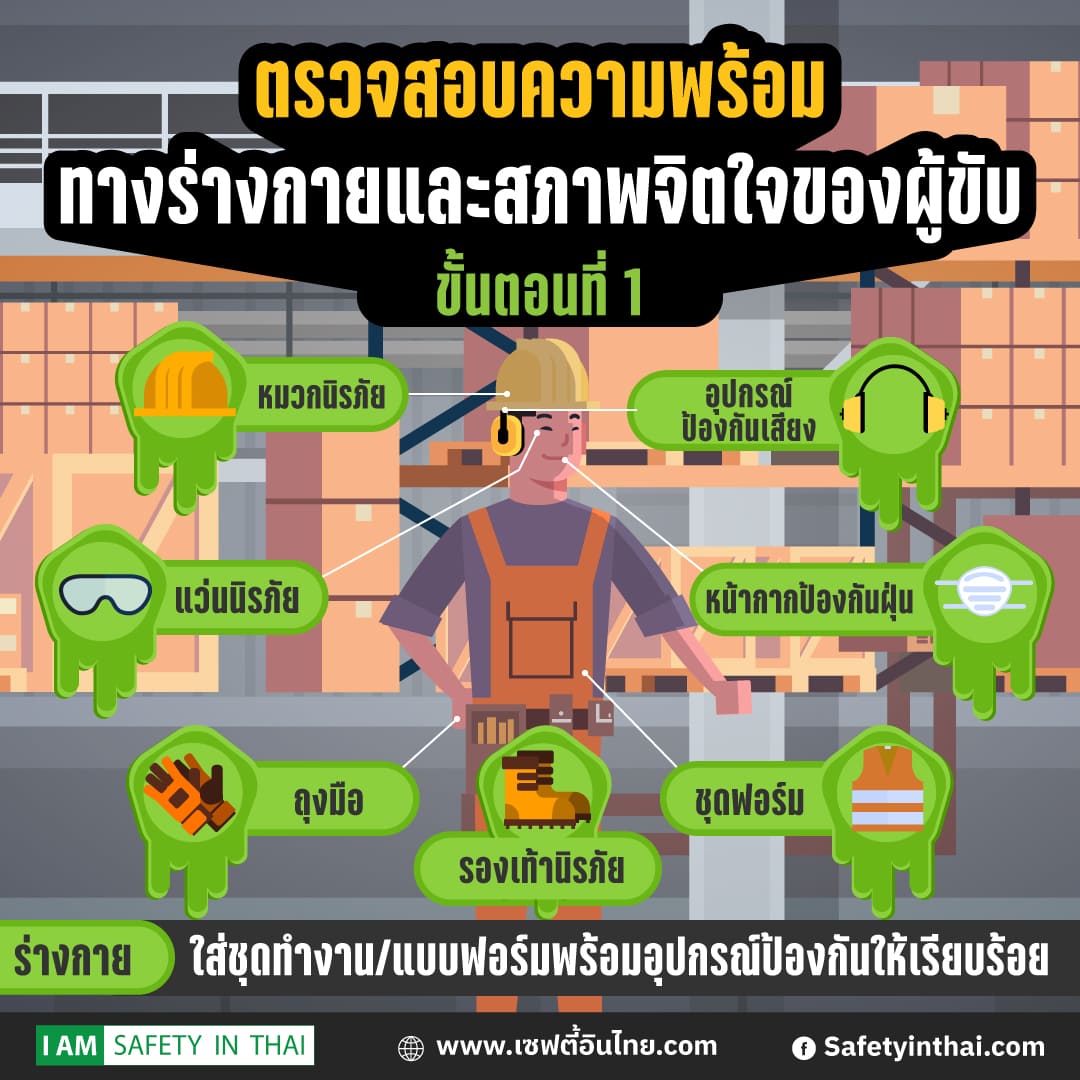 ตรวจสอบความพร้อม
ทางร่างกายและสภาพจิตใจของผู้ขับ
ขั้นตอนที่ 1
หมวกนิรภัย
อุปกรณ์
ป้องกันเสียง
แว่นนิรภัย
หน้ากากป้องกันฝุ่น
ถุงมือ
ชุดฟอร์ม
รองเท้านิรภัย
ร่างกาย
ใส่ชุดทำงาน/แบบฟอร์มพร้อมอุปกรณ์ป้องกันให้เรียบร้อย
I AM SAFETY IN THAI
www.เซฟตี้อินไทย.com
Safetyinthai.com